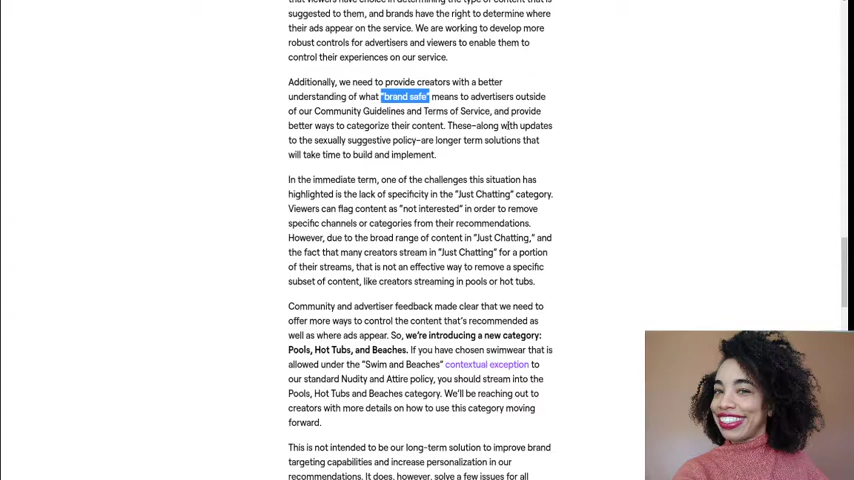 that viewers have choice in determining the type of content that is
suggested to them, and brands have the right to determine where
their ads appear on the service. We are working to develop more
robust controls for advertisers and viewers to enable them to
control their experiences on our service.
Additionally, we need to provide creators with a better
understanding of what “brand safe” means to advertisers outside
of our Community Guidelines and Terms of Service, and provide
better ways to categorize their content. These–along with updates
to the sexually suggestive policy–are longer term solutions that
will take time to build and implement.
In the immediate term, one of the challenges this situation has
highlighted is the lack of specificity in the “Just Chatting” category.
Viewers can flag content as “not interested” in order to remove
specific channels or categories from their recommendations.
However, due to the broad range of content in “Just Chatting,” and
the fact that many creators stream in “Just Chatting” for a portion
of their streams, that is not an effective way to remove a specific
subset of content, like creators streaming in pools or hot tubs.
Community and advertiser feedback made clear that we need to
offer more ways to control the content that’s recommended as
well as where ads appear. So, we’re introducing a new category:
Pools, Hot Tubs, and Beaches. If you have chosen swimwear that is
allowed under the “Swim and Beaches” contextual exception to
our standard Nudity and Attire policy, you should stream into the
Pools, Hot Tubs and Beaches category. We’ll be reaching out to
creators with more details on how to use this category moving
forward.
This is not intended to be our long-term solution to improve brand
targeting capabilities and increase personalization in our
recommendations. It does, however, solve a few issues for all